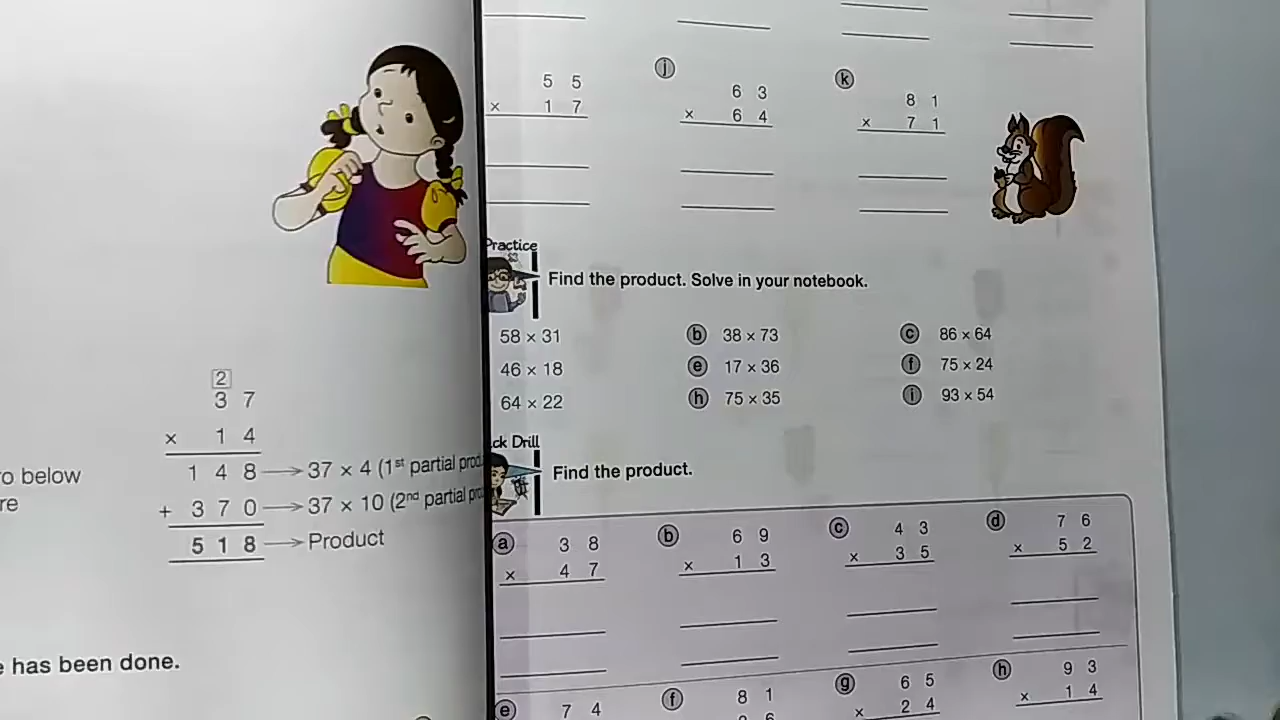 2
3 7
× 1 4
1 4 8 → 37 × 4 (1st partial
+ 3 7 0 → 37 × 10 (2nd partial
5 1 8 → Product
below
has been done.
5 5
× 1 7
j 6 3
× 6 4
k 8 1
× 7 1
Practice
Find the product. Solve in your notebook.
58 × 31 b 38 × 73 c 86 × 64
46 × 18 e 17 × 36 f 75 × 24
64 × 22 h 75 × 35 i 93 × 54
Drill
Find the product.
a 3 8
× 4 7
b 6 9
× 1 3
c 4 3
× 3 5
d 7 6
× 5 2
e 7 4
f 8 1
g 6 5
× 2 4
h 9 3
× 1 4